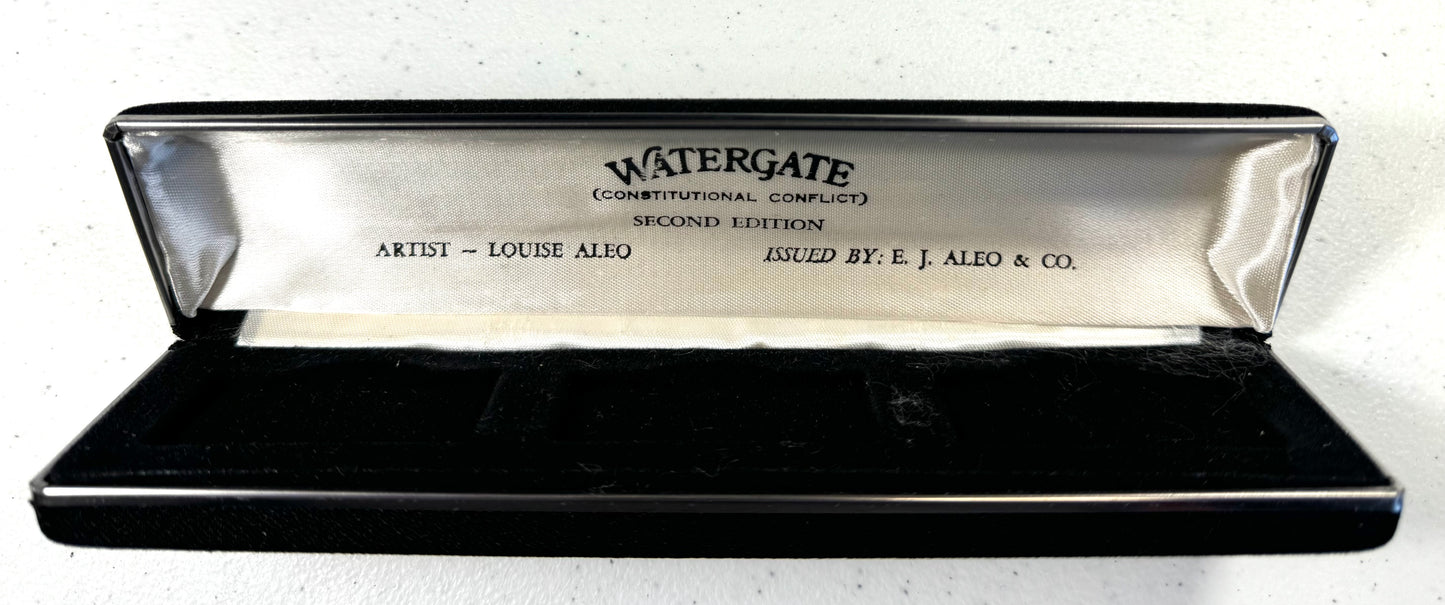 WATERGATE
(CONSTITUTIONAL CONFLICT)
SECOND EDITION
ARTIST – LOUISE ALEO ISSUED BY: E. J. ALEO & CO.